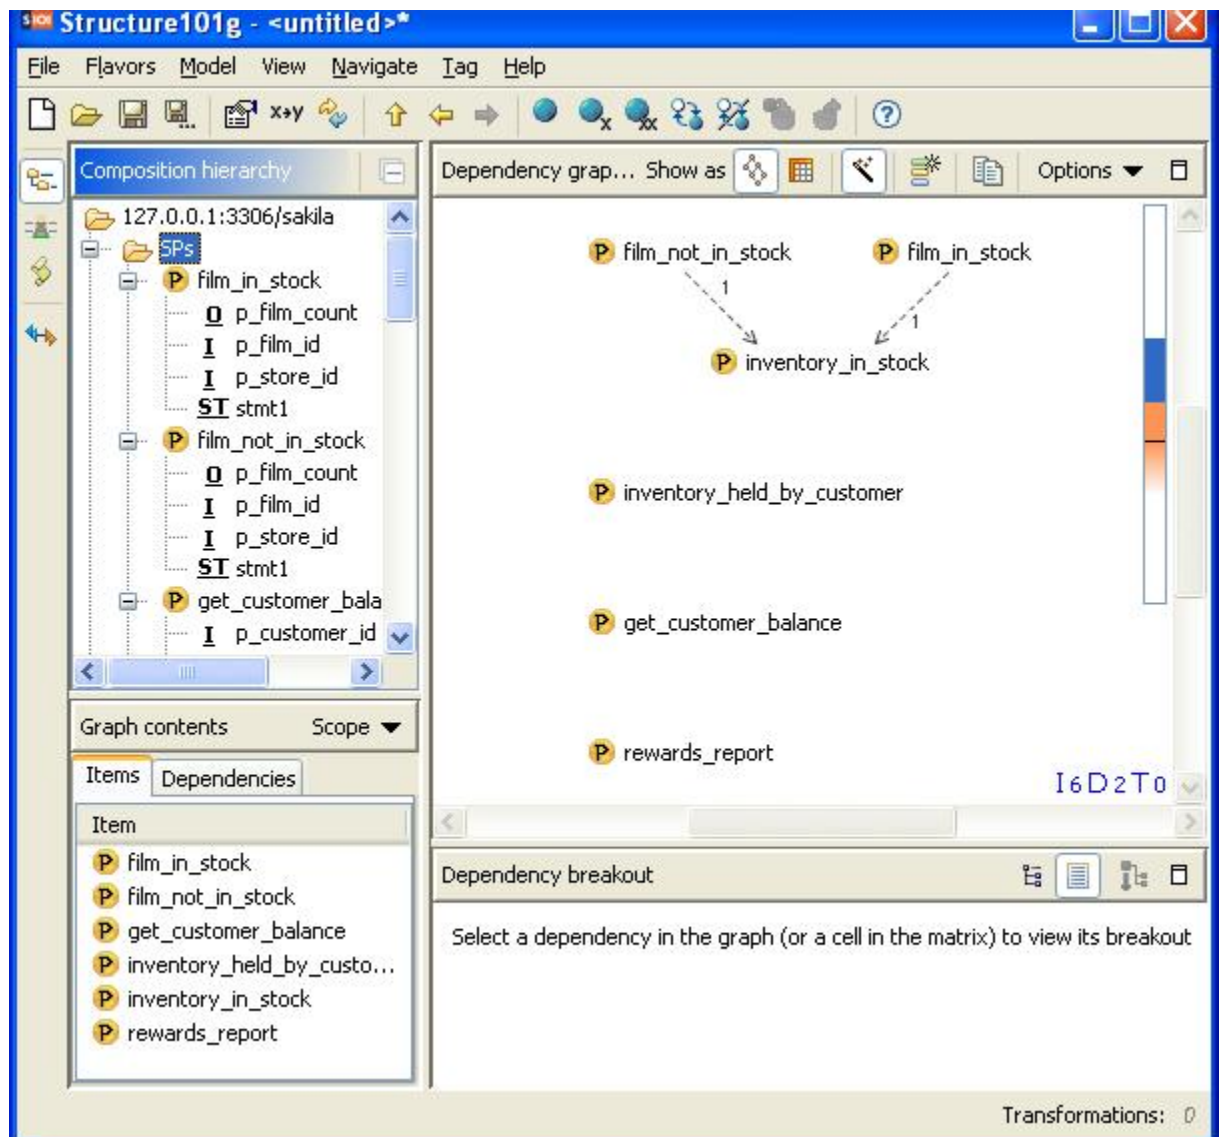 S101 Structure101g - <untitled>*
File Flavors Model View Navigate Tag Help
X→Y
x xx ?
Composition hierarchy
127.0.0.1:3306/sakila
SPs
P film_in_stock
O p_film_count
I p_film_id
I p_store_id
ST stmt1
P film_not_in_stock
O p_film_count
I p_film_id
I p_store_id
ST stmt1
P get_customer_bala
I p_customer_id
Graph contents Scope
Items Dependencies
Item
P film_in_stock
P film_not_in_stock
P get_customer_balance
P inventory_held_by_custo...
P inventory_in_stock
P rewards_report
Dependency grap... Show as Options
P film_not_in_stock P film_in_stock
1
1
P inventory_in_stock
P inventory_held_by_customer
P get_customer_balance
P rewards_report
I6D2T0
Dependency breakout
Select a dependency in the graph (or a cell in the matrix) to view its breakout
Transformations: 0